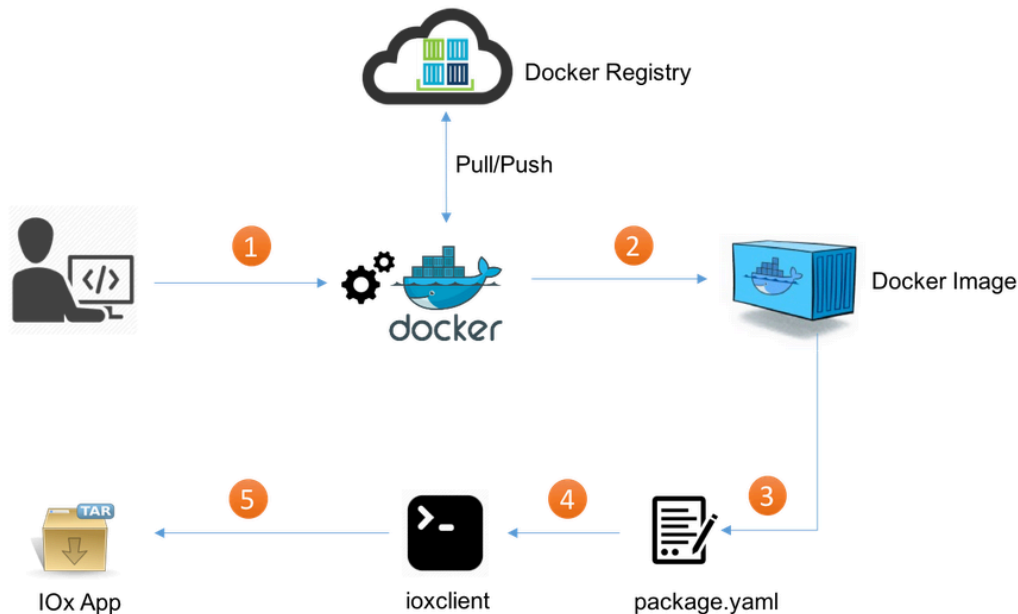 Docker Registry
Pull/Push
1
2
</>
docker
Docker Image
5
4
3
TAR
>-
IOx App
ioxclient
package.yaml